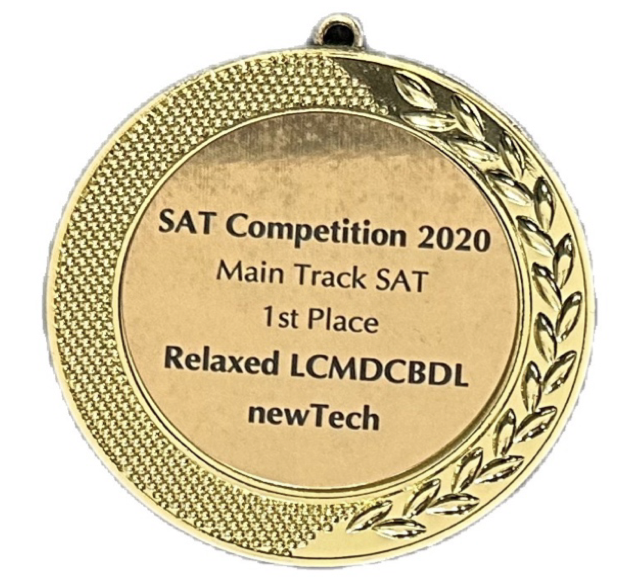 SAT Competition 2020
Main Track SAT
1st Place
Relaxed LCMDCBDL
newTech